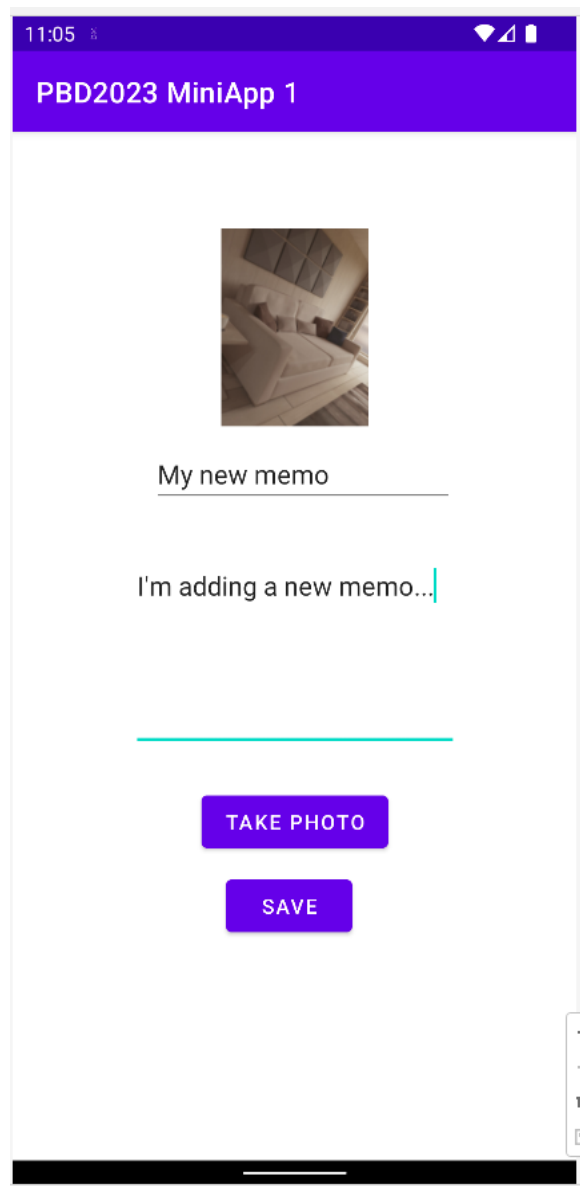 11:05
PBD2023 MiniApp 1
My new memo
I'm adding a new memo...
TAKE PHOTO
SAVE